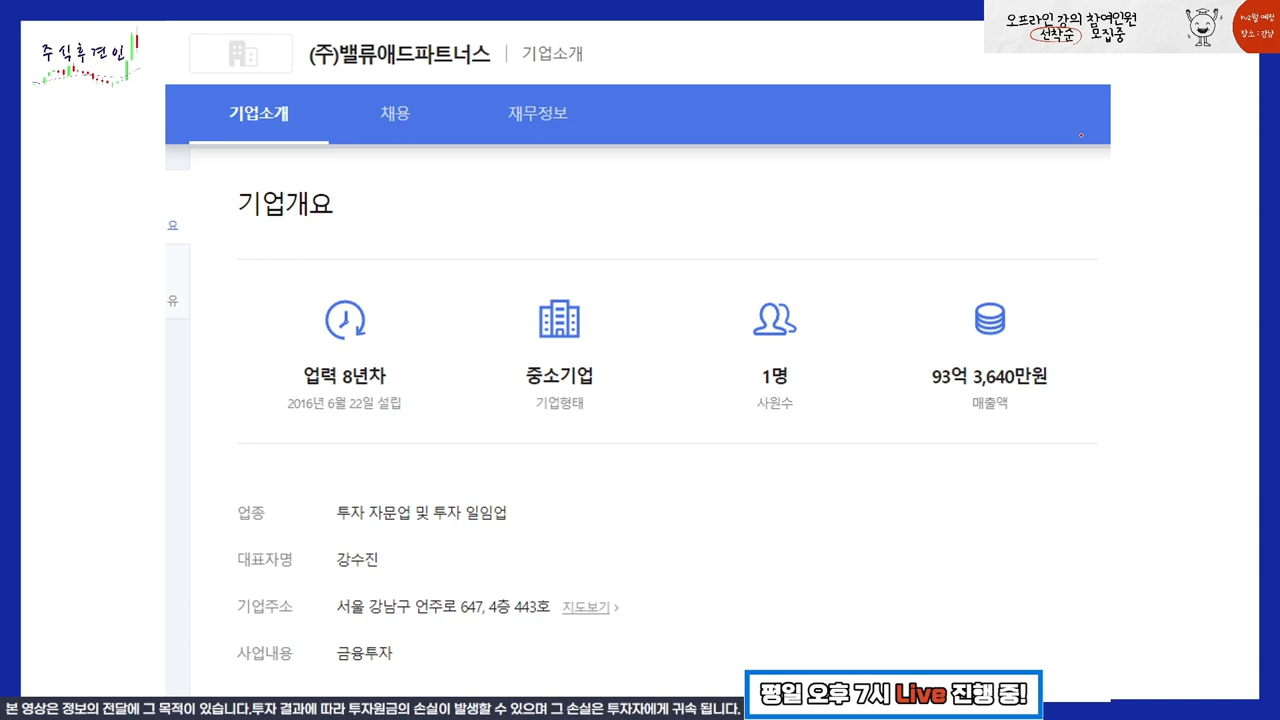 주식후견인
(주)밸류애드파트너스 | 기업소개
오프라인 강의 참여인원
선착순 모집중
장소 : 강남
기업소개 채용 재무정보
기업개요
요
유
업력 8년차
2016년 6월 22일 설립
중소기업
기업형태
1명
사원수
93억 3,640만원
매출액
업종 투자 자문업 및 투자 일임업
대표자명 강수진
기업주소 서울 강남구 언주로 647, 4층 443호 지도보기 ›
사업내용 금융투자
평일 오후 7시 Live 진행 중!
본 영상은 정보의 전달에 그 목적이 있습니다.투자 결과에 따라 투자원금의 손실이 발생할 수 있으며 그 손실은 투자자에게 귀속 됩니다.